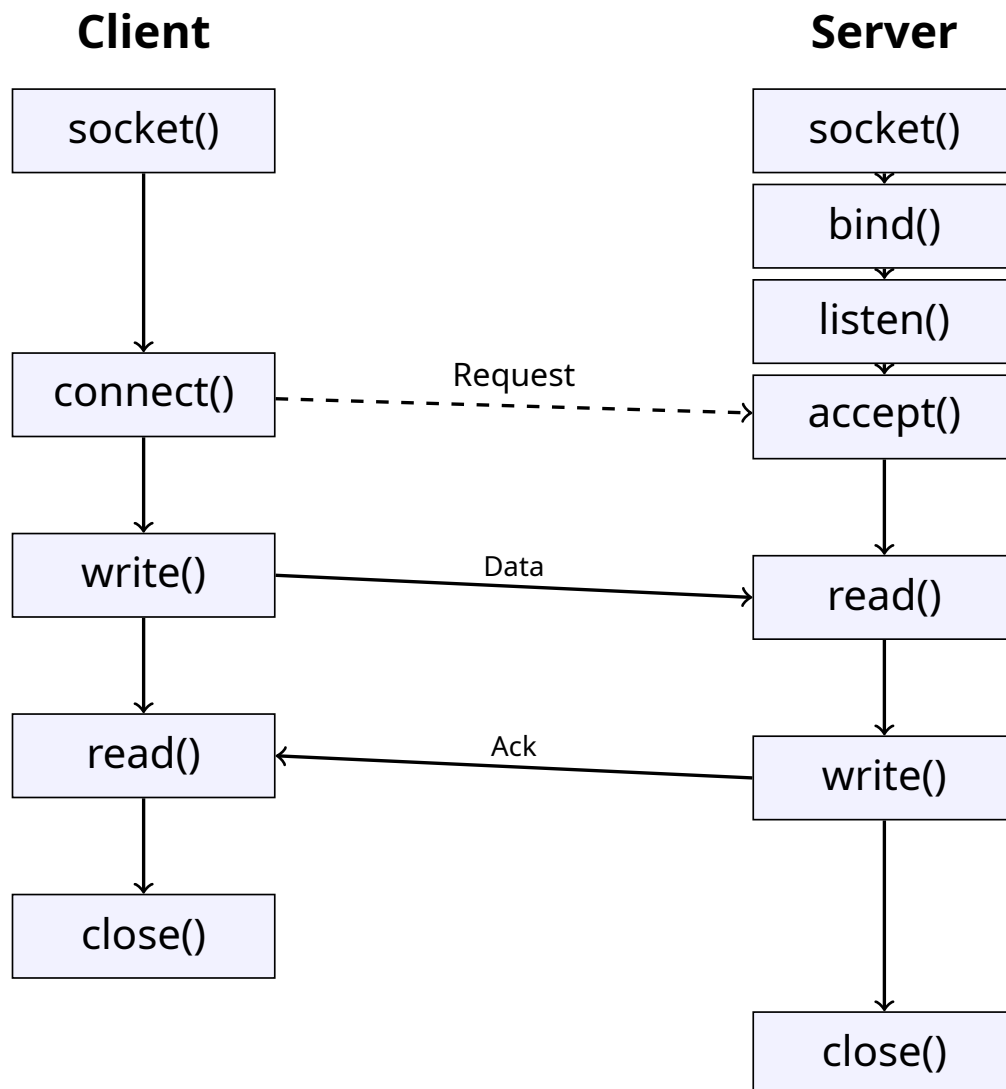 Client
Server
socket()
socket()
bind()
listen()
connect()
Request
accept()
write()
Data
read()
read()
Ack
write()
close()
close()